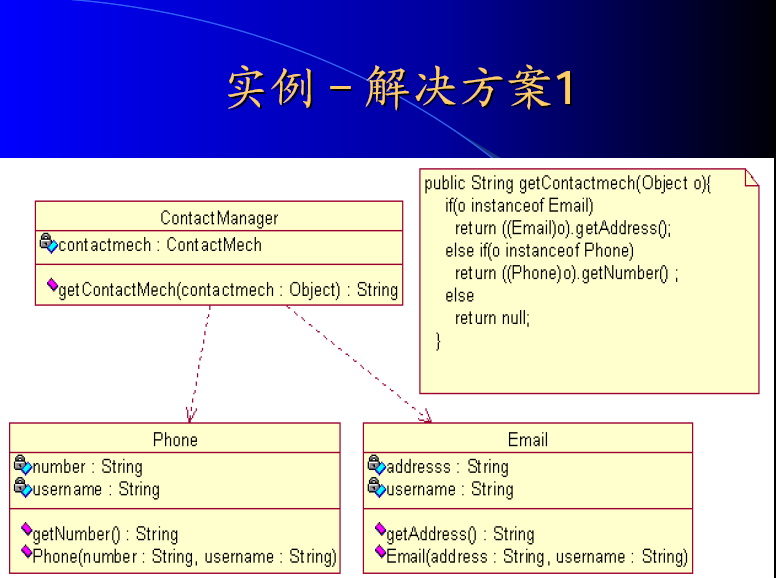 实例－解决方案1
ContactManager
contactmech : ContactMech
getContactMech(contactmech : Object) : String
public String getContactmech(Object o){
if(o instanceof Email)
return ((Email)o).getAddress();
else if(o instanceof Phone)
return ((Phone)o).getNumber() ;
else
return null;
}
Phone
number : String
username : String
getNumber() : String
Phone(number : String, username : String)
Email
addresss : String
username : String
getAddress() : String
Email(address : String, username : String)